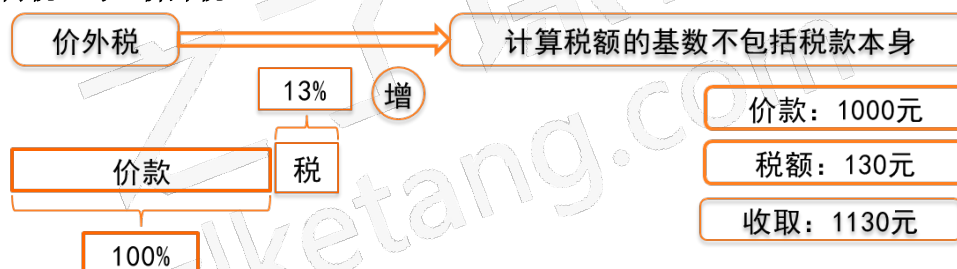 价外税
计算税额的基数不包括税款本身
13%
增
价款：1000元
价款
税
税额：130元
收取：1130元
100%